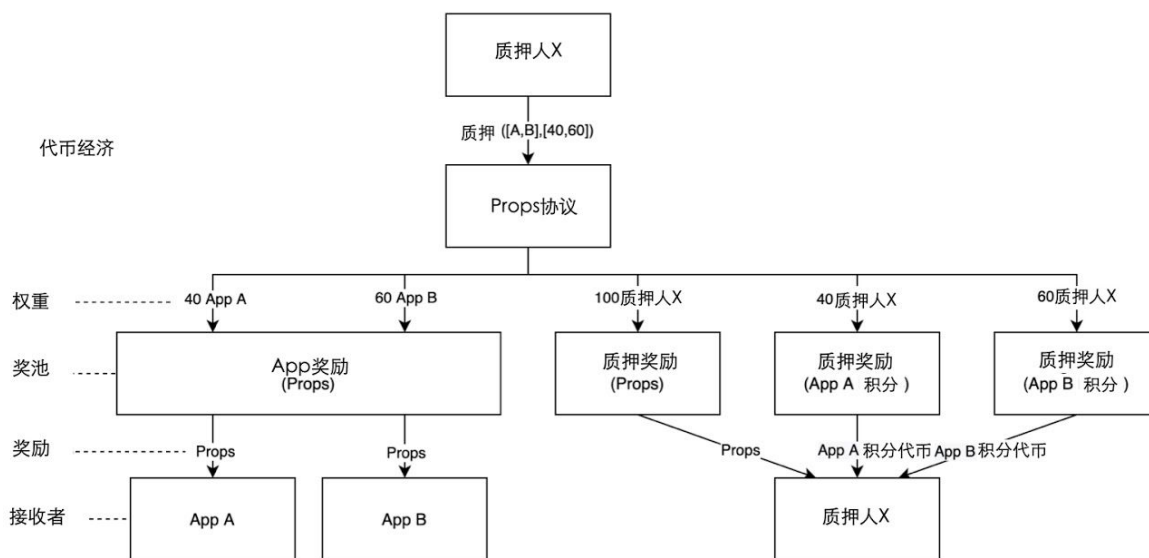 质押人X
质押 ([A,B],[40,60])
代币经济
Props协议
权重
40 App A
60 App B
100质押人X
40质押人X
60质押人X
奖池
App奖励
(Props)
质押奖励
(Props)
质押奖励
(App A 积分 )
质押奖励
(App B 积分 )
奖励
Props
Props
Props
App A 积分代币
App B 积分代币
接收者
App A
App B
质押人X